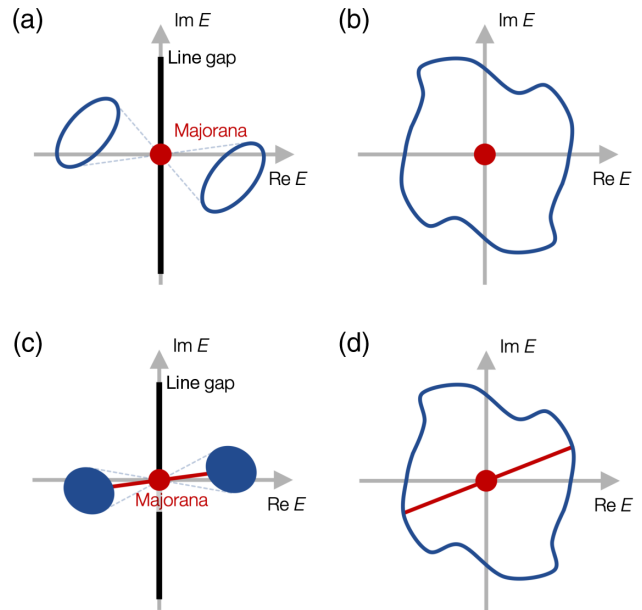 (a)
Im E
Line gap
Majorana
Re E
(b)
Im E
Re E
(c)
Im E
Line gap
Majorana
Re E
(d)
Im E
Re E